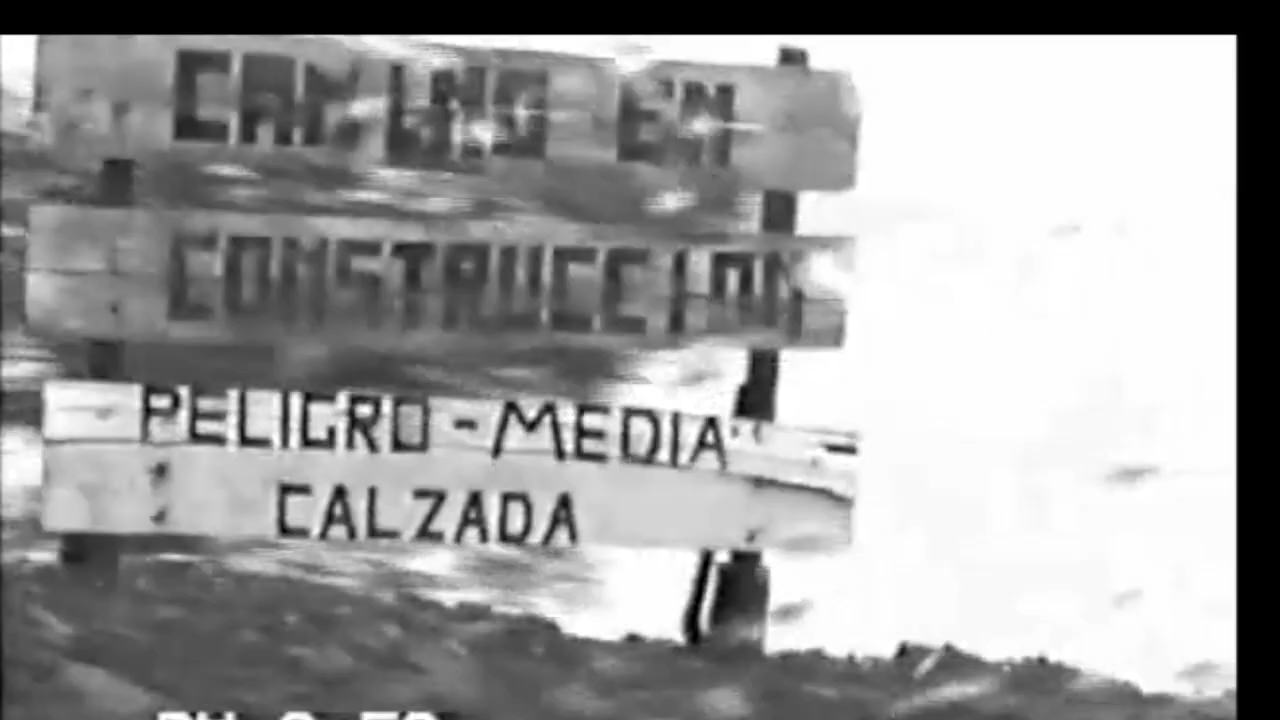 CAMINO EN
CONSTRUCCION
PELIGRO - MEDIA
CALZADA